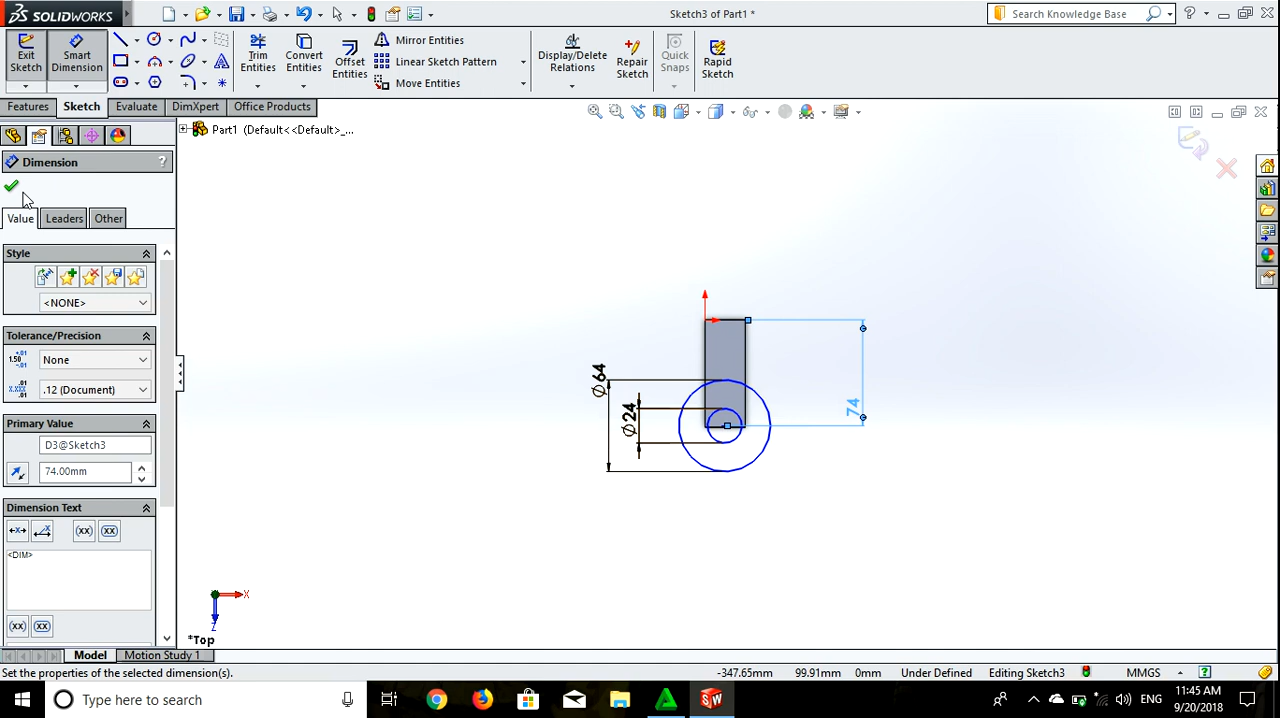 SOLIDWORKS
Sketch3 of Part1 *
Search Knowledge Base
?
Exit
Sketch
Smart
Dimension
Trim
Entities
Convert
Entities
Offset
Entities
Mirror Entities
Linear Sketch Pattern
Move Entities
Display/Delete
Relations
Repair
Sketch
Quick
Snaps
Rapid
Sketch
Features
Sketch
Evaluate
DimXpert
Office Products
Part1 (Default<<Default>_...
Dimension
?
Value
Leaders
Other
Style
<NONE>
Tolerance/Precision
None
.12 (Document)
Primary Value
D3@Sketch3
74.00mm
Dimension Text
(xx)
(xx)
<DIM>
(xx)
(xx)
Ø64
Ø24
74
X
Z
*Top
Model
Motion Study 1
Set the properties of the selected dimension(s).
-347.65mm 99.91mm 0mm Under Defined Editing Sketch3 MMGS ?
Type here to search
ENG
11:45 AM
9/20/2018